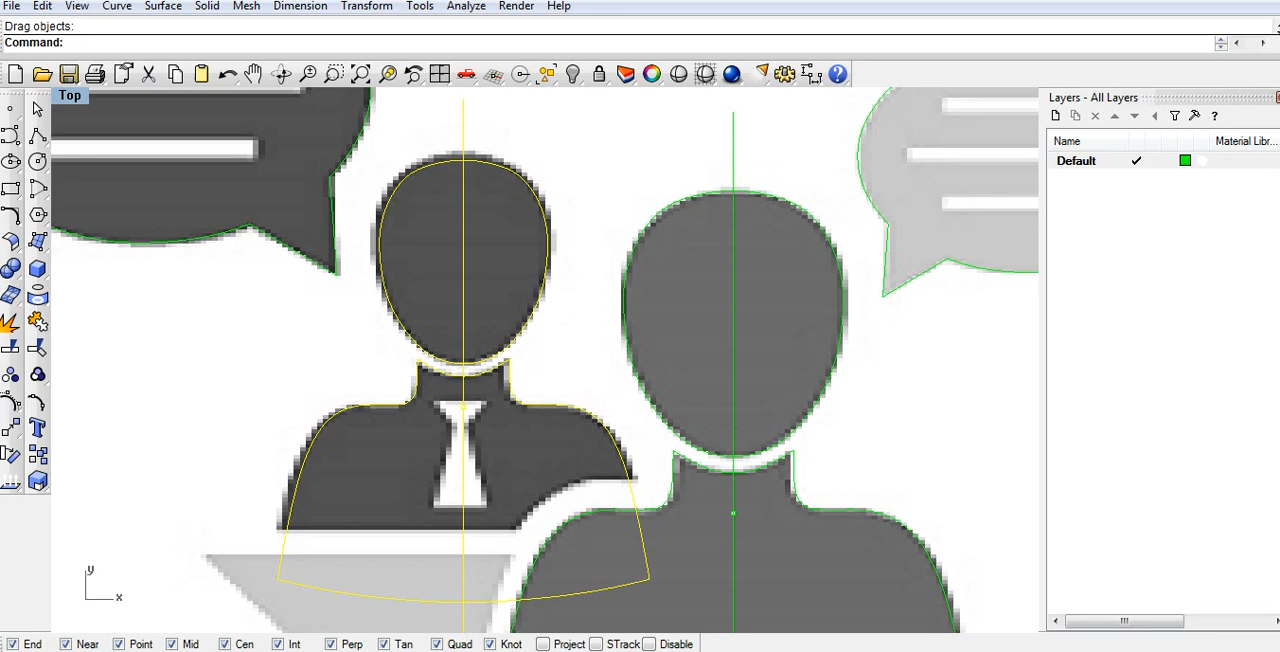 File Edit View Curve Surface Solid Mesh Dimension Transform Tools Analyze Render Help
Drag objects:
Command:
Top
Layers - All Layers
Name Material Libr...
Default
y
x
End Near Point Mid Cen Int Perp Tan Quad Knot Project STrack Disable